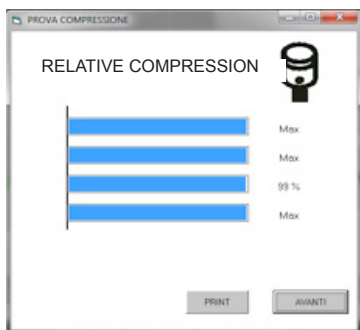 PROVA COMPRESSIONE
RELATIVE COMPRESSION
Max
Max
99 %
Max
PRINT
AVANTI